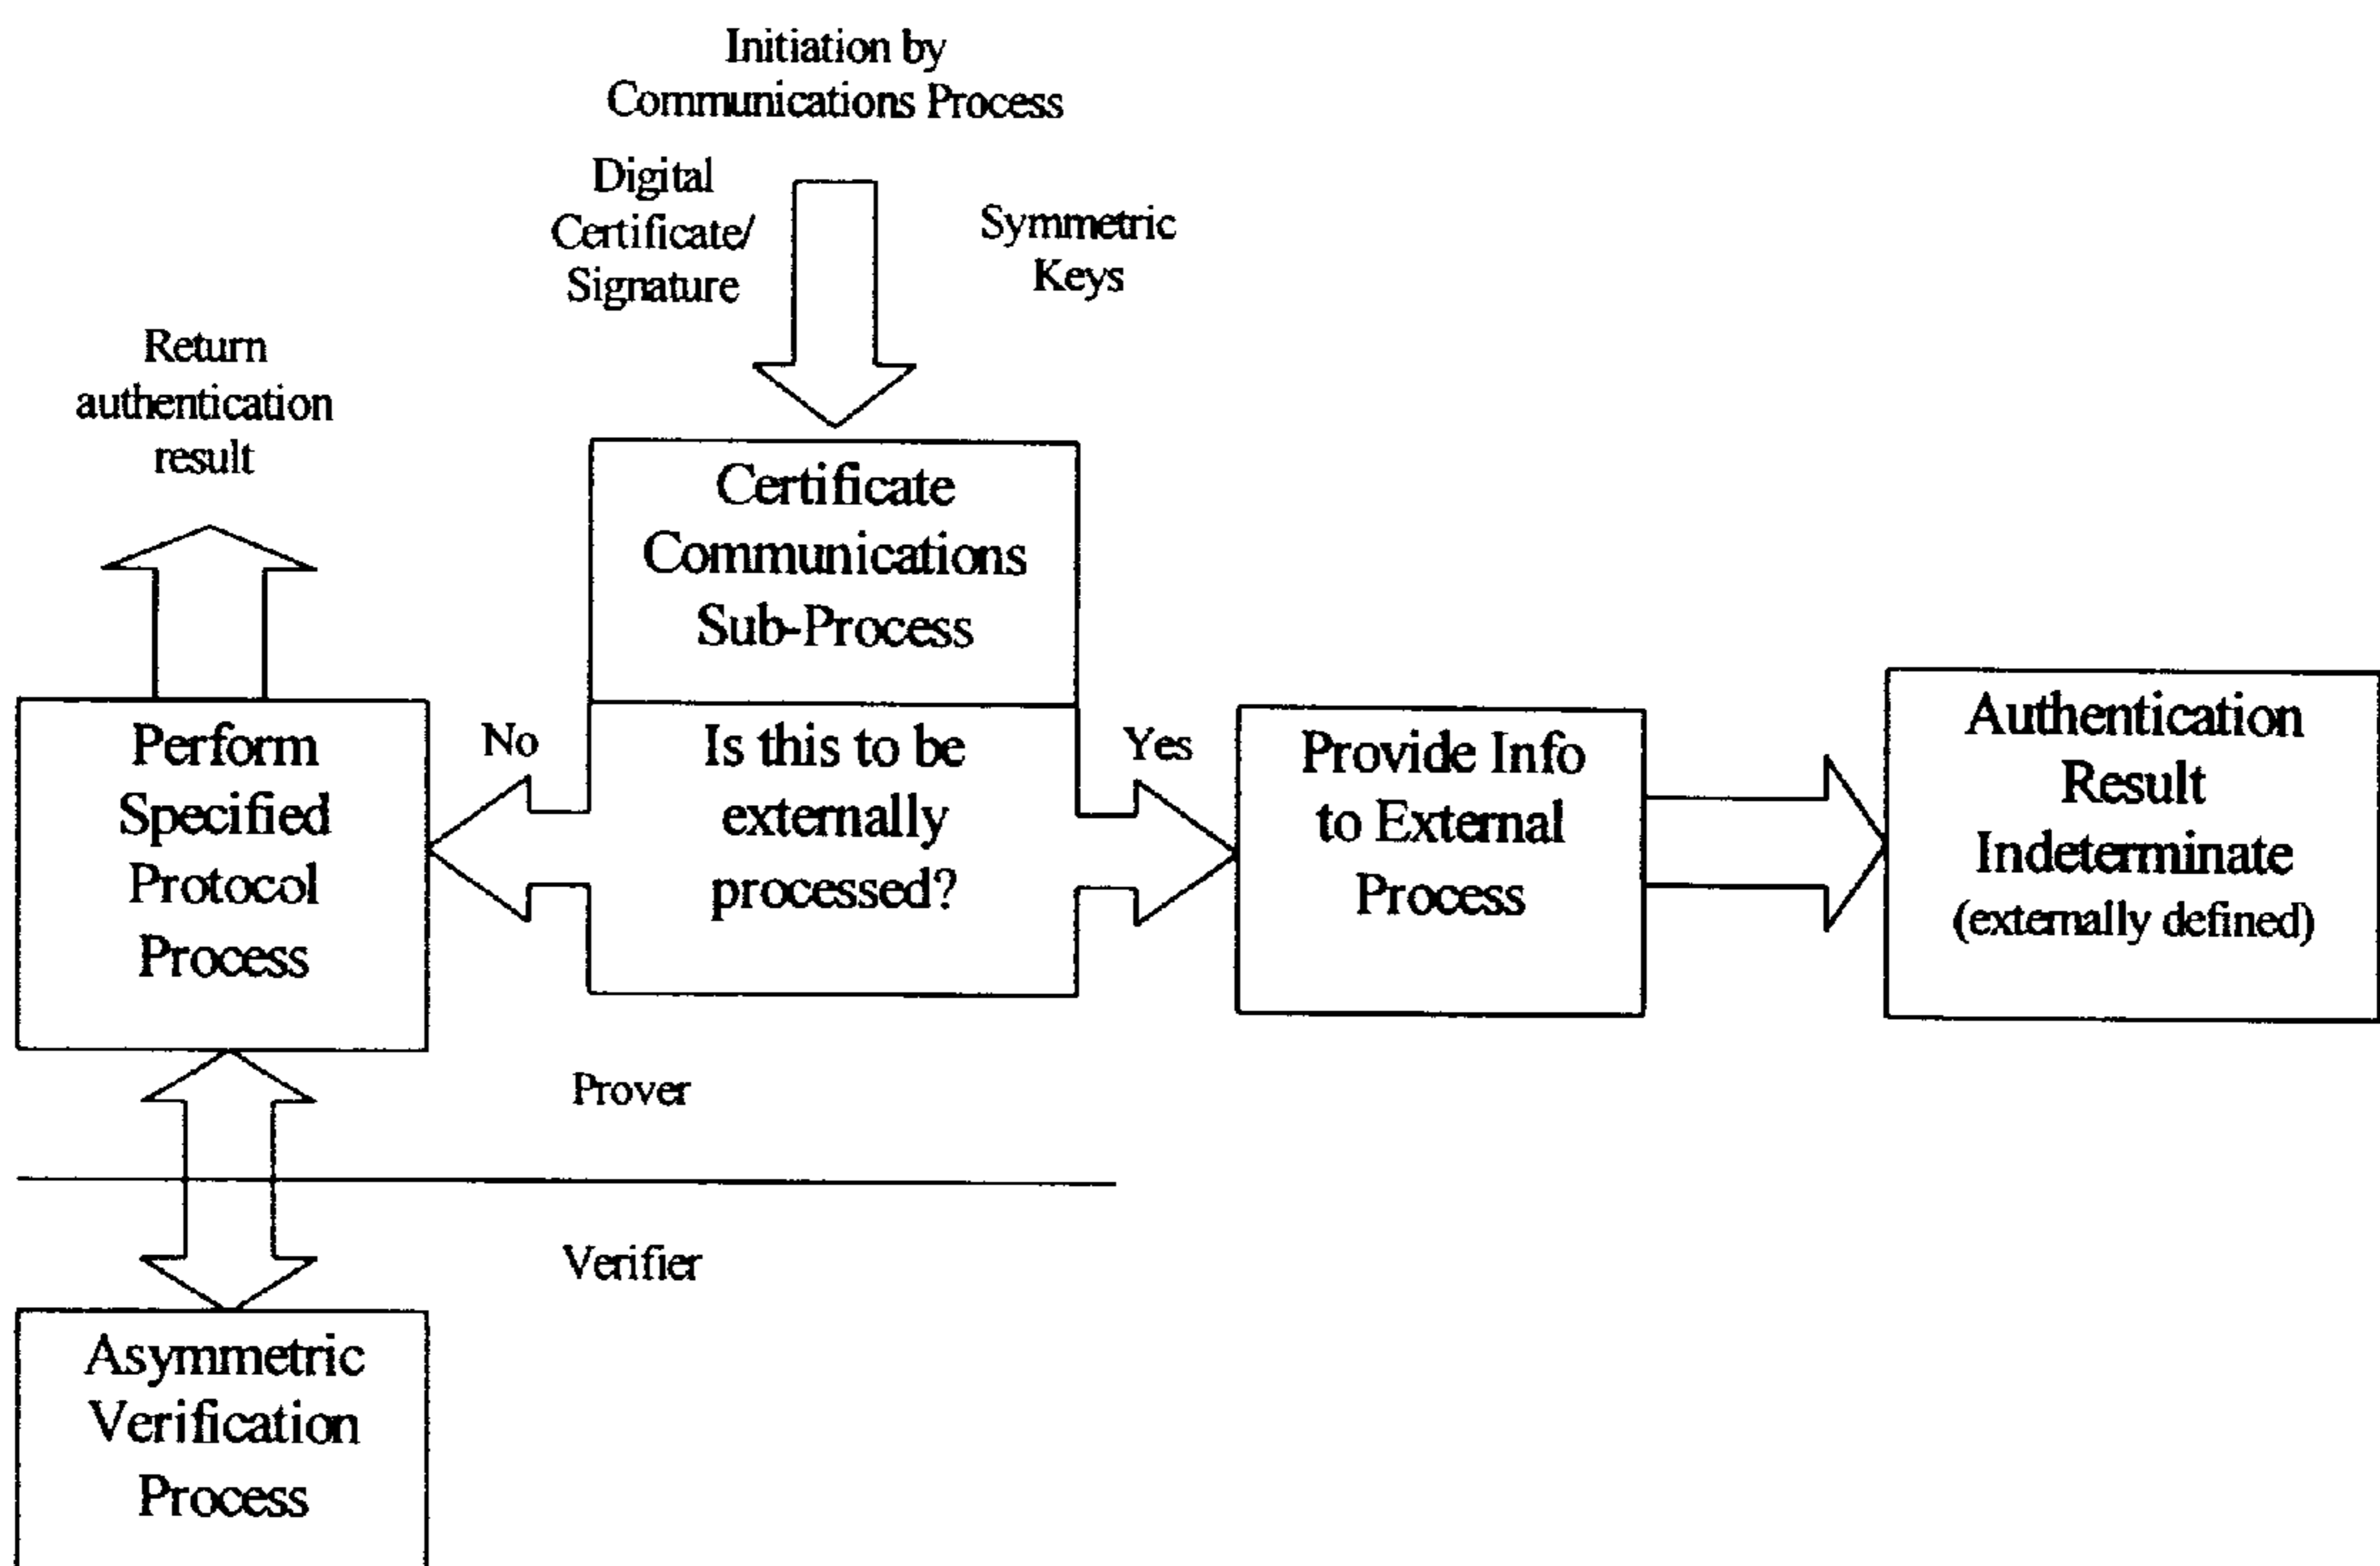 Initiation by
Communications Process
Digital
Certificate/
Signature
Symmetric
Keys
Return
authentication
result
Certificate
Communications
Sub-Process
Perform
Specified
Protocol
Process
No
Is this to be
externally
processed?
Yes
Provide Info
to External
Process
Authentication
Result
Indeterminate
(externally defined)
Prover
Verifier
Asymmetric
Verification
Process